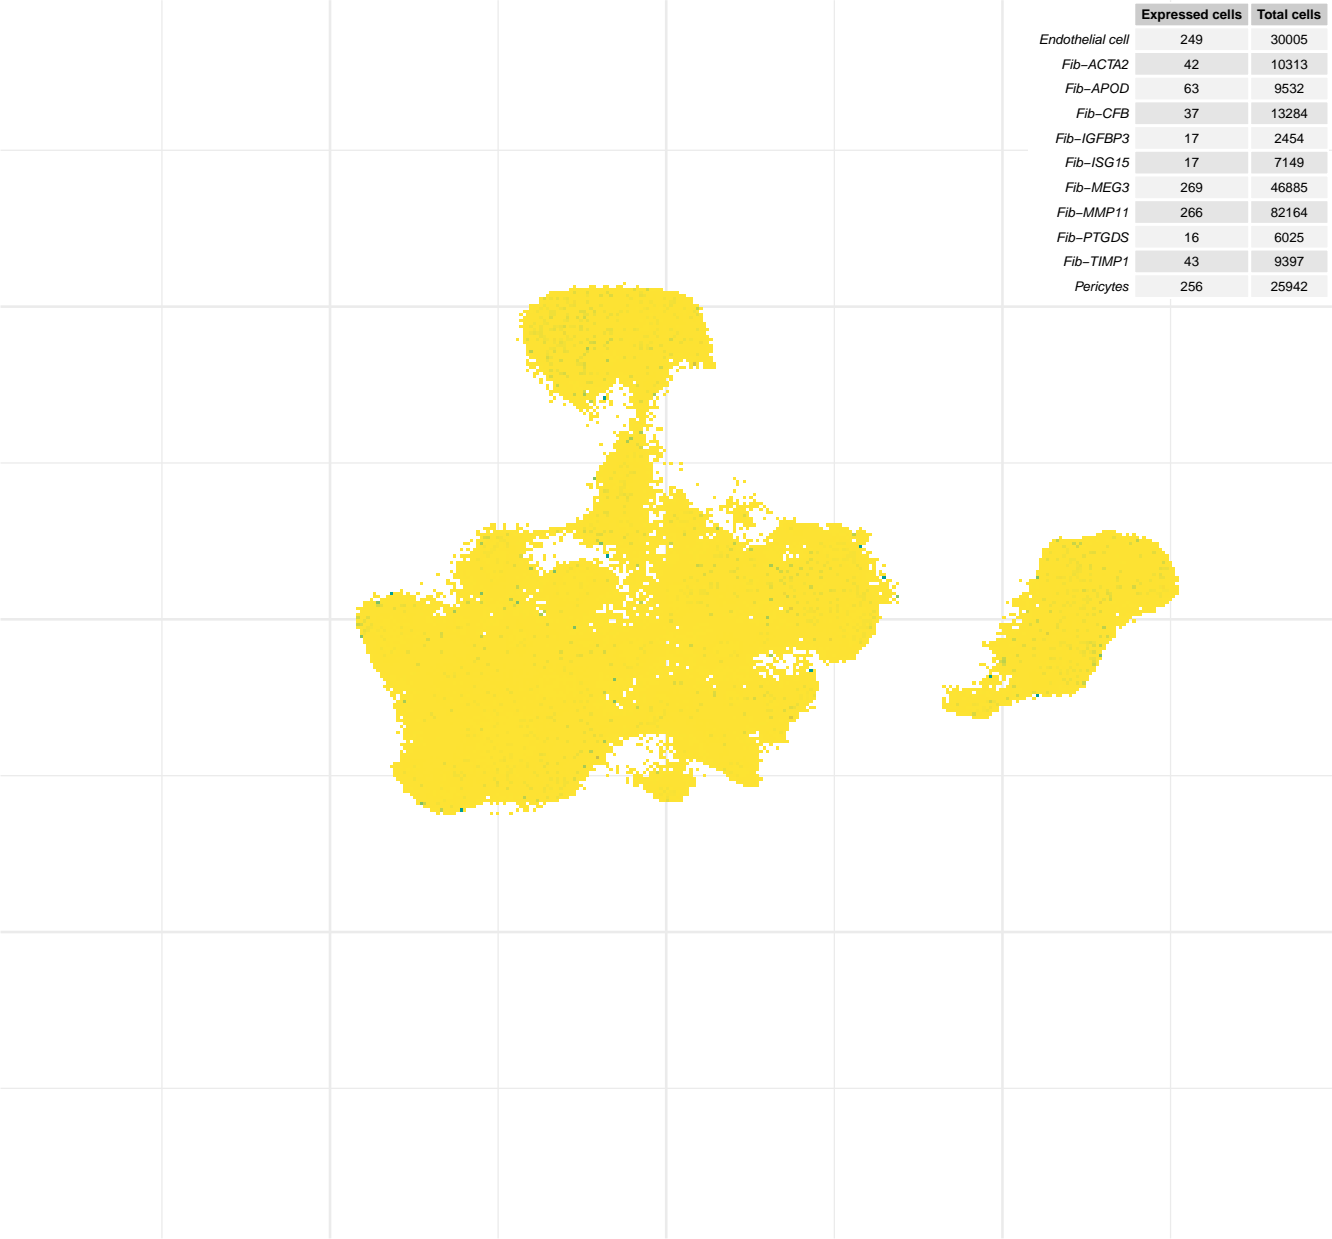 Expressed cells Total cells
Endothelial cell 249 30005
Fib−ACTA2 42 10313
Fib−APOD 63 9532
Fib−CFB 37 13284
Fib−IGFBP3 17 2454
Fib−ISG15 17 7149
Fib−MEG3 269 46885
Fib−MMP11 266 82164
Fib−PTGDS 16 6025
Fib−TIMP1 43 9397
Pericytes 256 25942